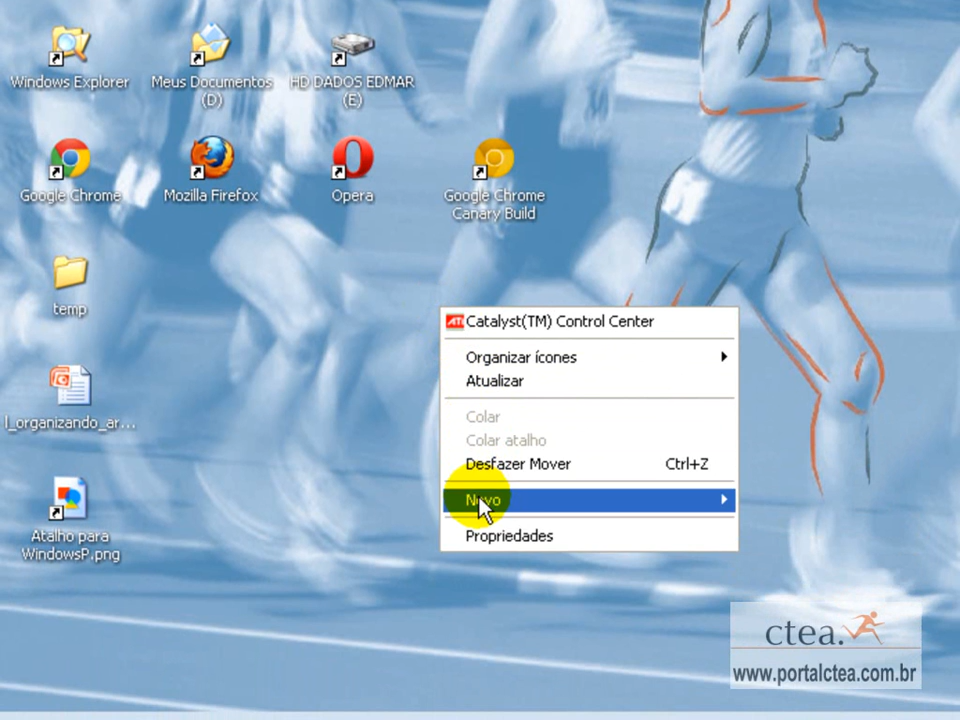 Windows Explorer
Meus Documentos
(D)
HD DADOS EDMAR
(E)
Google Chrome
Mozilla Firefox
Opera
Google Chrome
Canary Build
temp
l_organizando_ar...
Atalho para
WindowsP.png
ATI Catalyst(TM) Control Center
Organizar ícones
Atualizar
Colar
Colar atalho
Desfazer Mover Ctrl+Z
Novo
Propriedades
ctea.
www.portalctea.com.br